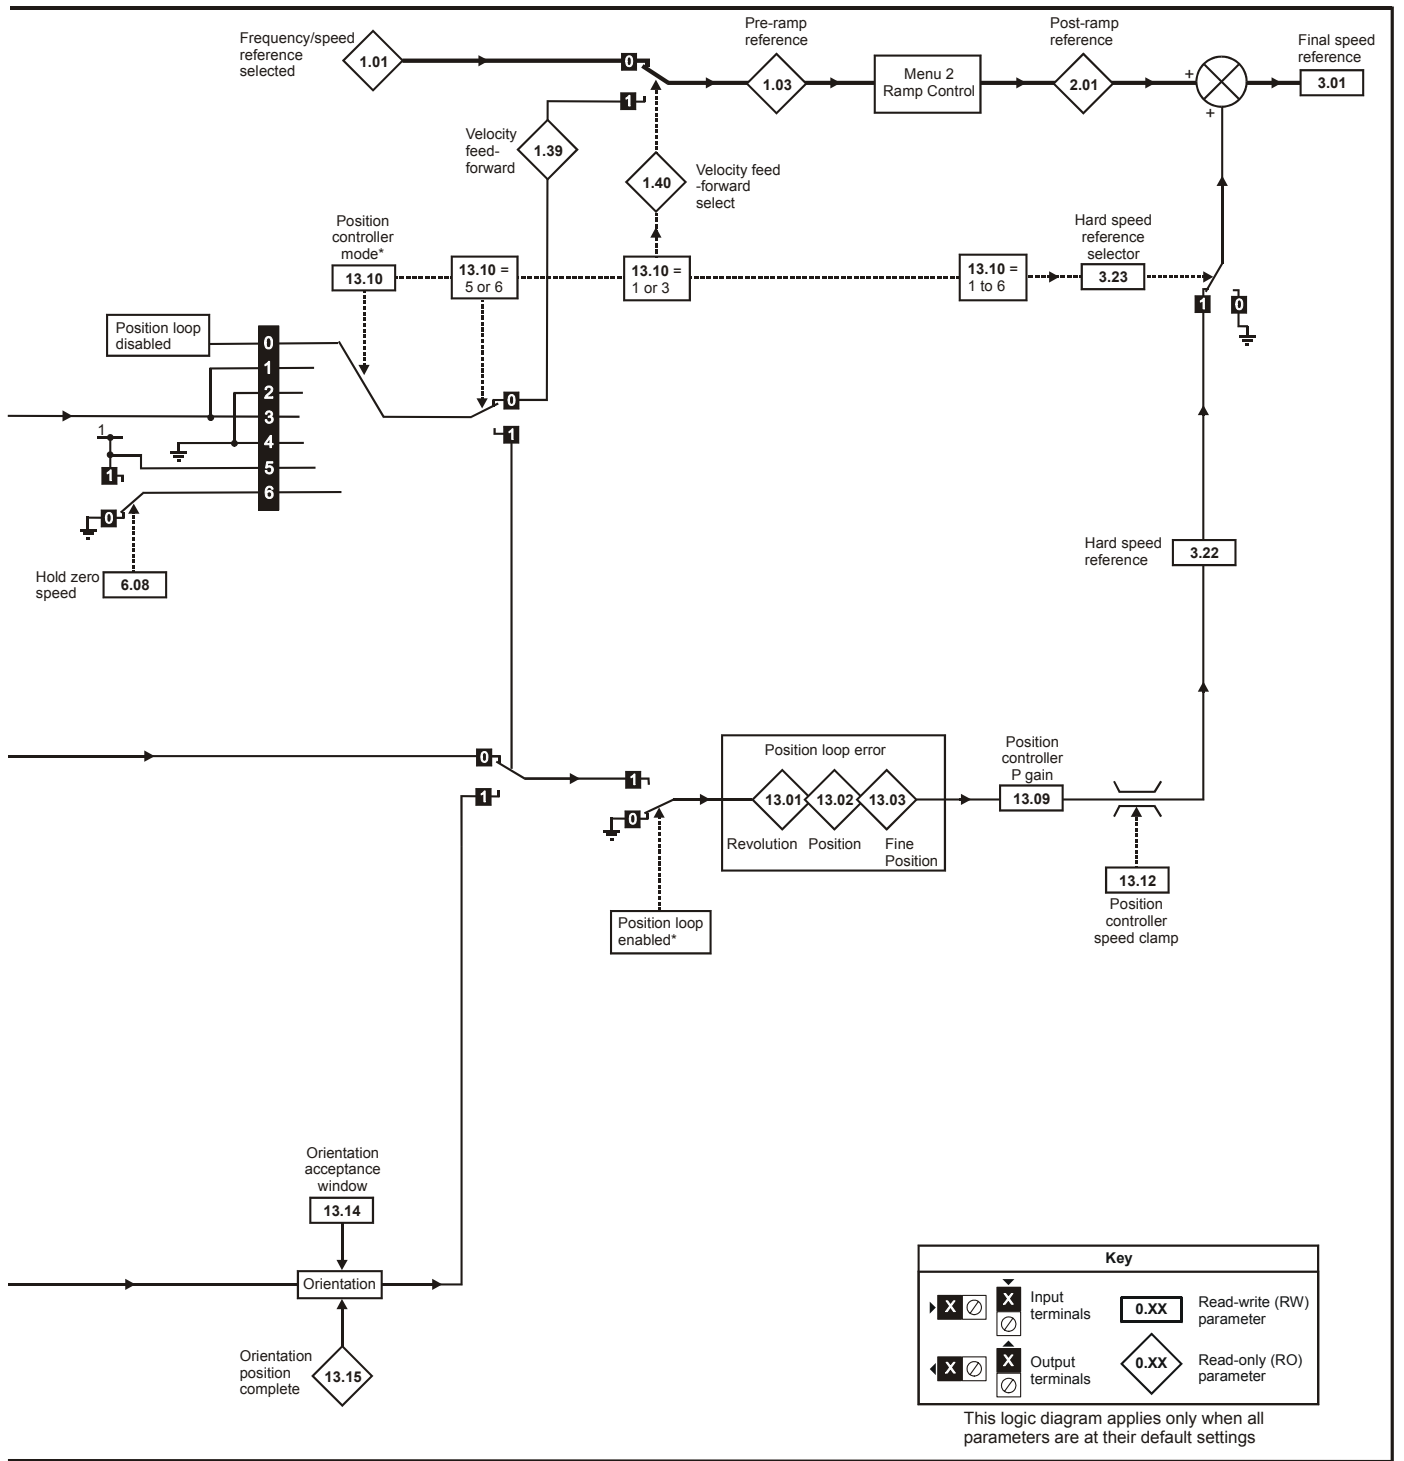 Frequency/speed
reference
selected
1.01
0
1
Pre-ramp
reference
1.03
Menu 2
Ramp Control
Post-ramp
reference
2.01
+
+
Final speed
reference
3.01
Velocity
feed-
forward
1.39
1.40
Velocity feed
-forward
select
Position
controller
mode*
13.10
13.10 =
5 or 6
13.10 =
1 or 3
13.10 =
1 to 6
Hard speed
reference
selector
3.23
1
0
Position loop
disabled
0
1
2
3
4
5
6
0
1
1
1
0
Hold zero
speed
6.08
Hard speed
reference
3.22
0
1
1
0
Position loop error
13.01
13.02
13.03
Revolution
Position
Fine
Position
Position
controller
P gain
13.09
13.12
Position
controller
speed clamp
Position loop
enabled*
Orientation
acceptance
window
13.14
Orientation
Orientation
position
complete
13.15
Key
X
X
Input
terminals
0.XX
Read-write (RW)
parameter
X
X
Output
terminals
0.XX
Read-only (RO)
parameter
This logic diagram applies only when all
parameters are at their default settings